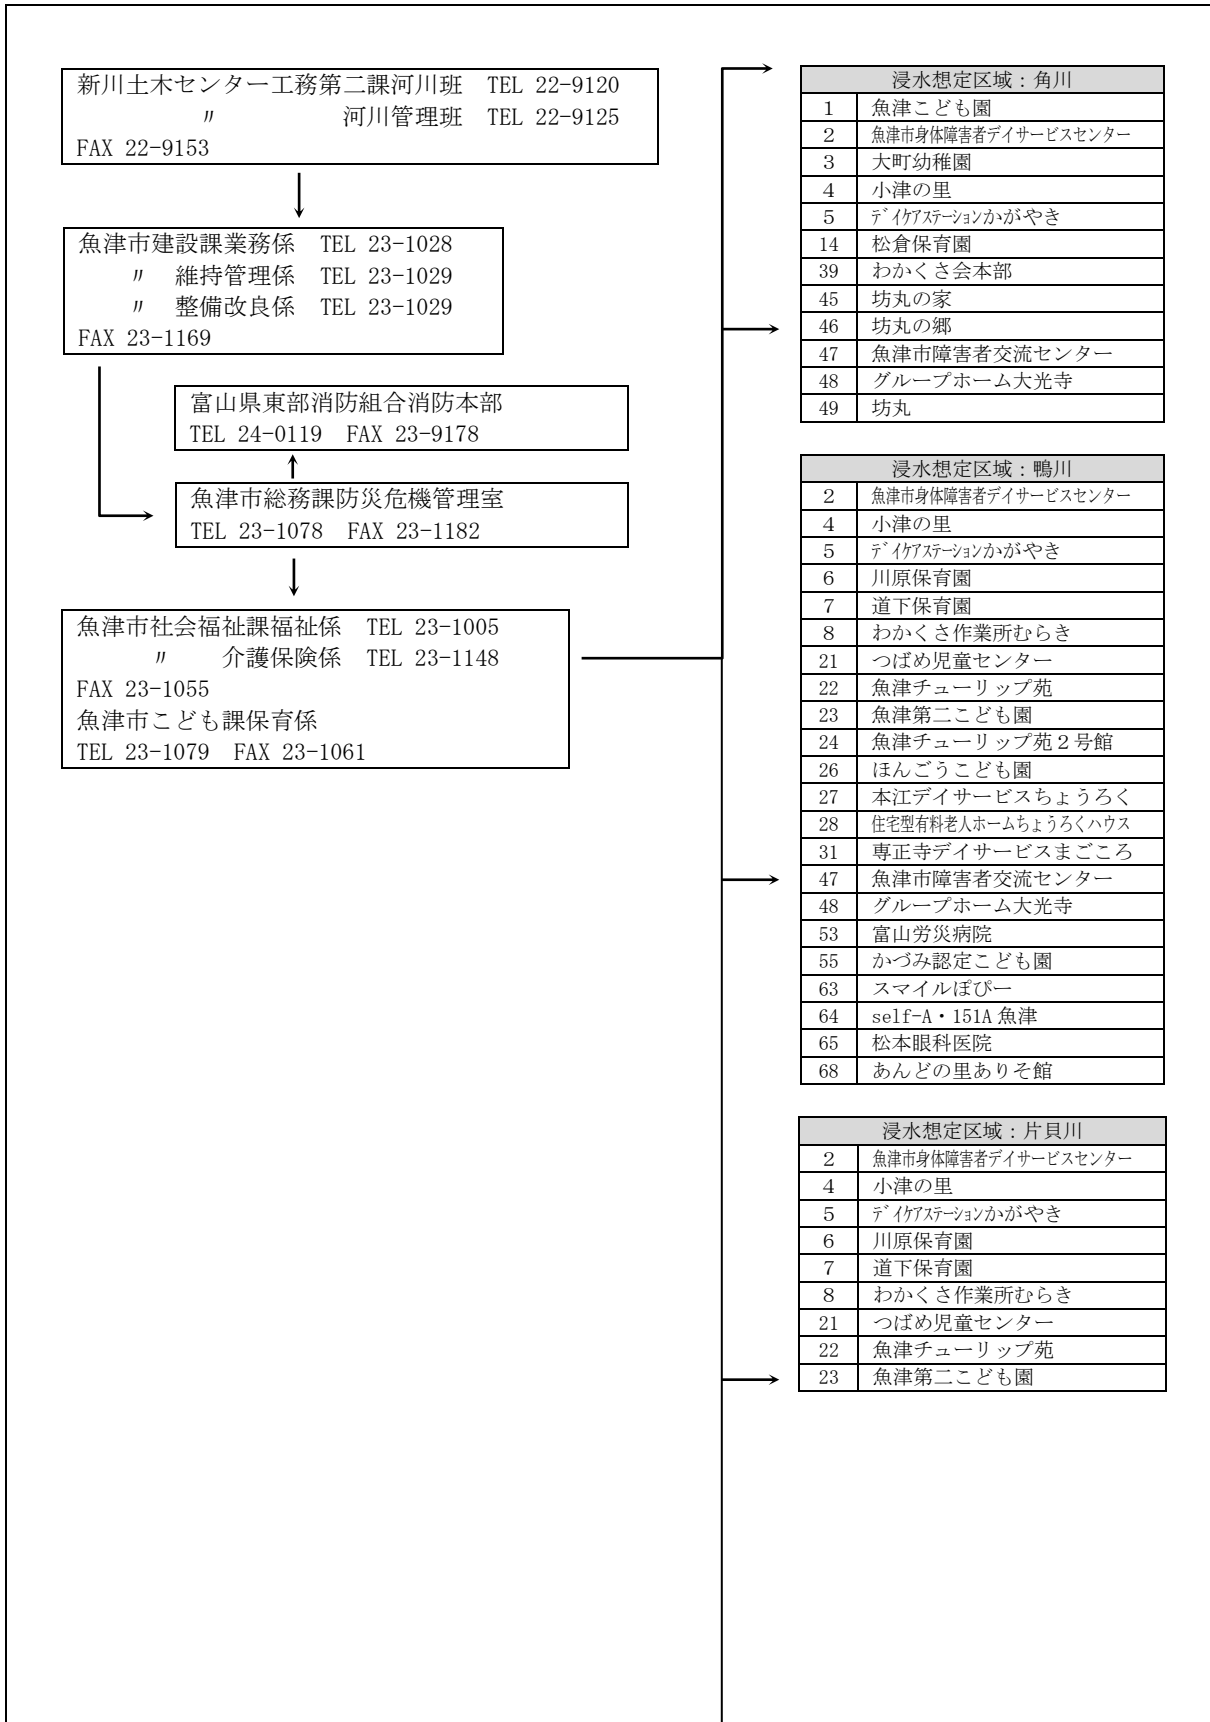 新川土木センター工務第二課河川班　TEL 22-9120
〃　河川管理班　TEL 22-9125
FAX 22-9153
魚津市建設課業務係　TEL 23-1028
〃　維持管理係　TEL 23-1029
〃　整備改良係　TEL 23-1029
FAX 23-1169
富山県東部消防組合消防本部
TEL 24-0119　FAX 23-9178
魚津市総務課防災危機管理室
TEL 23-1078　FAX 23-1182
魚津市社会福祉課福祉係　TEL 23-1005
〃　介護保険係　TEL 23-1148
FAX 23-1055
魚津市こども課保育係
TEL 23-1079　FAX 23-1061
浸水想定区域：角川
1　魚津こども園
2　魚津市身体障害者デイサービスセンター
3　大町幼稚園
4　小津の里
5　ﾃﾞｲｹｱｽﾃｰｼｮﾝかがやき
14　松倉保育園
39　わかくさ会本部
45　坊丸の家
46　坊丸の郷
47　魚津市障害者交流センター
48　グループホーム大光寺
49　坊丸
浸水想定区域：鴨川
2　魚津市身体障害者デイサービスセンター
4　小津の里
5　ﾃﾞｲｹｱｽﾃｰｼｮﾝかがやき
6　川原保育園
7　道下保育園
8　わかくさ作業所むらき
21　つばめ児童センター
22　魚津チューリップ苑
23　魚津第二こども園
24　魚津チューリップ苑２号館
26　ほんごうこども園
27　本江デイサービスちょうろく
28　住宅型有料老人ホームちょうろくハウス
31　専正寺デイサービスまごころ
47　魚津市障害者交流センター
48　グループホーム大光寺
53　富山労災病院
55　かづみ認定こども園
63　スマイルぽぴー
64　self-A・151A 魚津
65　松本眼科医院
68　あんどの里ありそ館
浸水想定区域：片貝川
2　魚津市身体障害者デイサービスセンター
4　小津の里
5　ﾃﾞｲｹｱｽﾃｰｼｮﾝかがやき
6　川原保育園
7　道下保育園
8　わかくさ作業所むらき
21　つばめ児童センター
22　魚津チューリップ苑
23　魚津第二こども園